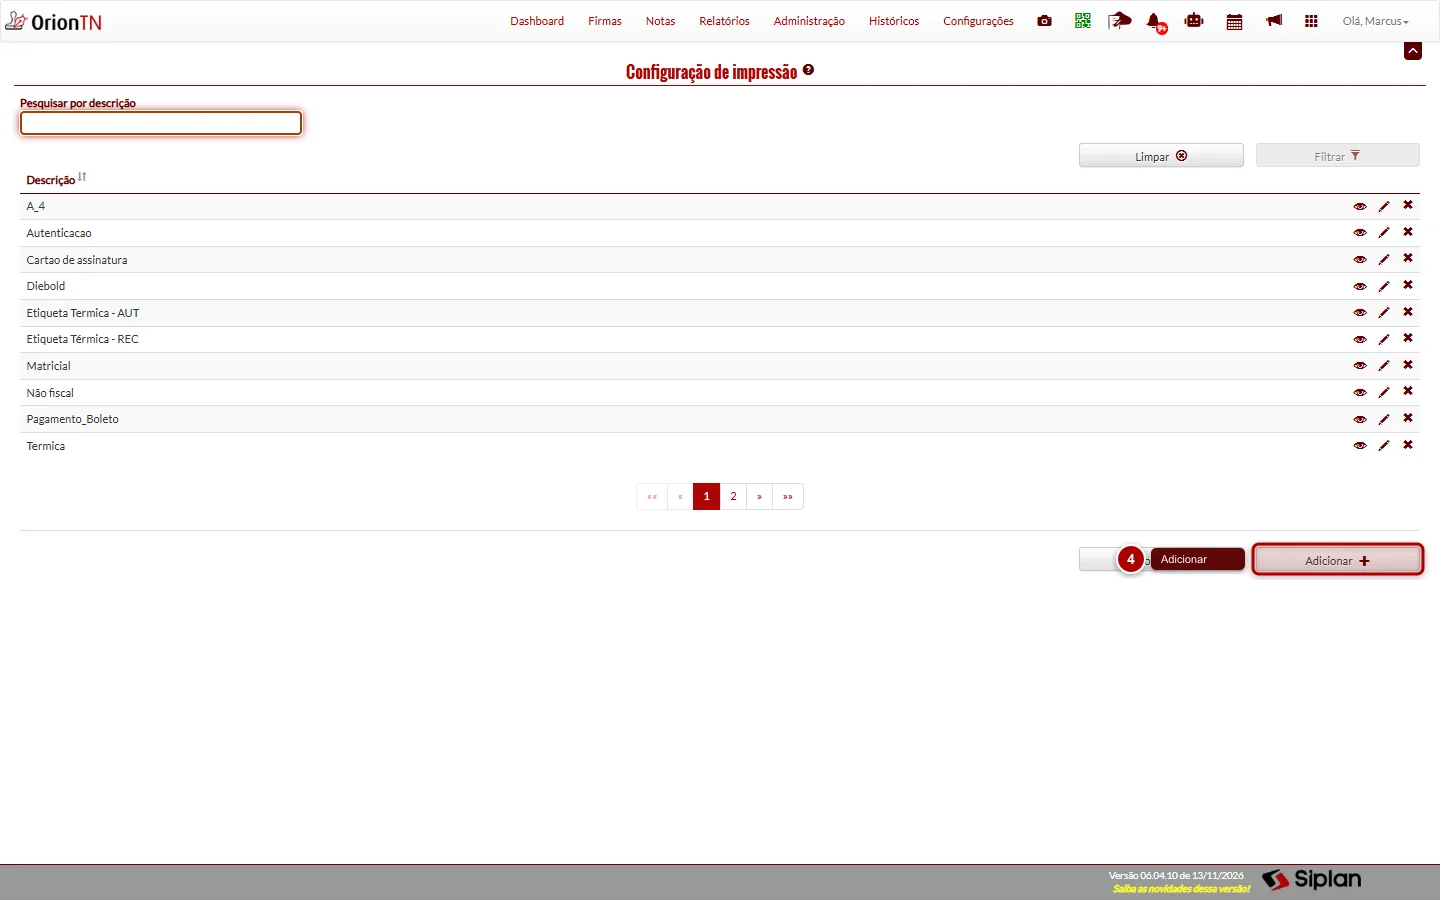 OrionTN
Dashboard Firmas Notas Relatórios Administração Históricos Configurações 9+ Olá, Marcus
Configuração de impressão ?
Pesquisar por descrição
Limpar Filtrar
Descrição
A_4
Autenticacao
Cartao de assinatura
Diebold
Etiqueta Termica - AUT
Etiqueta Térmica - REC
Matricial
Não fiscal
Pagamento_Boleto
Termica
«« « 1 2 » »»
4 Adicionar Adicionar
Versão 06.04.10 de 13/11/2026
Saiba as novidades dessa versão!
Siplan